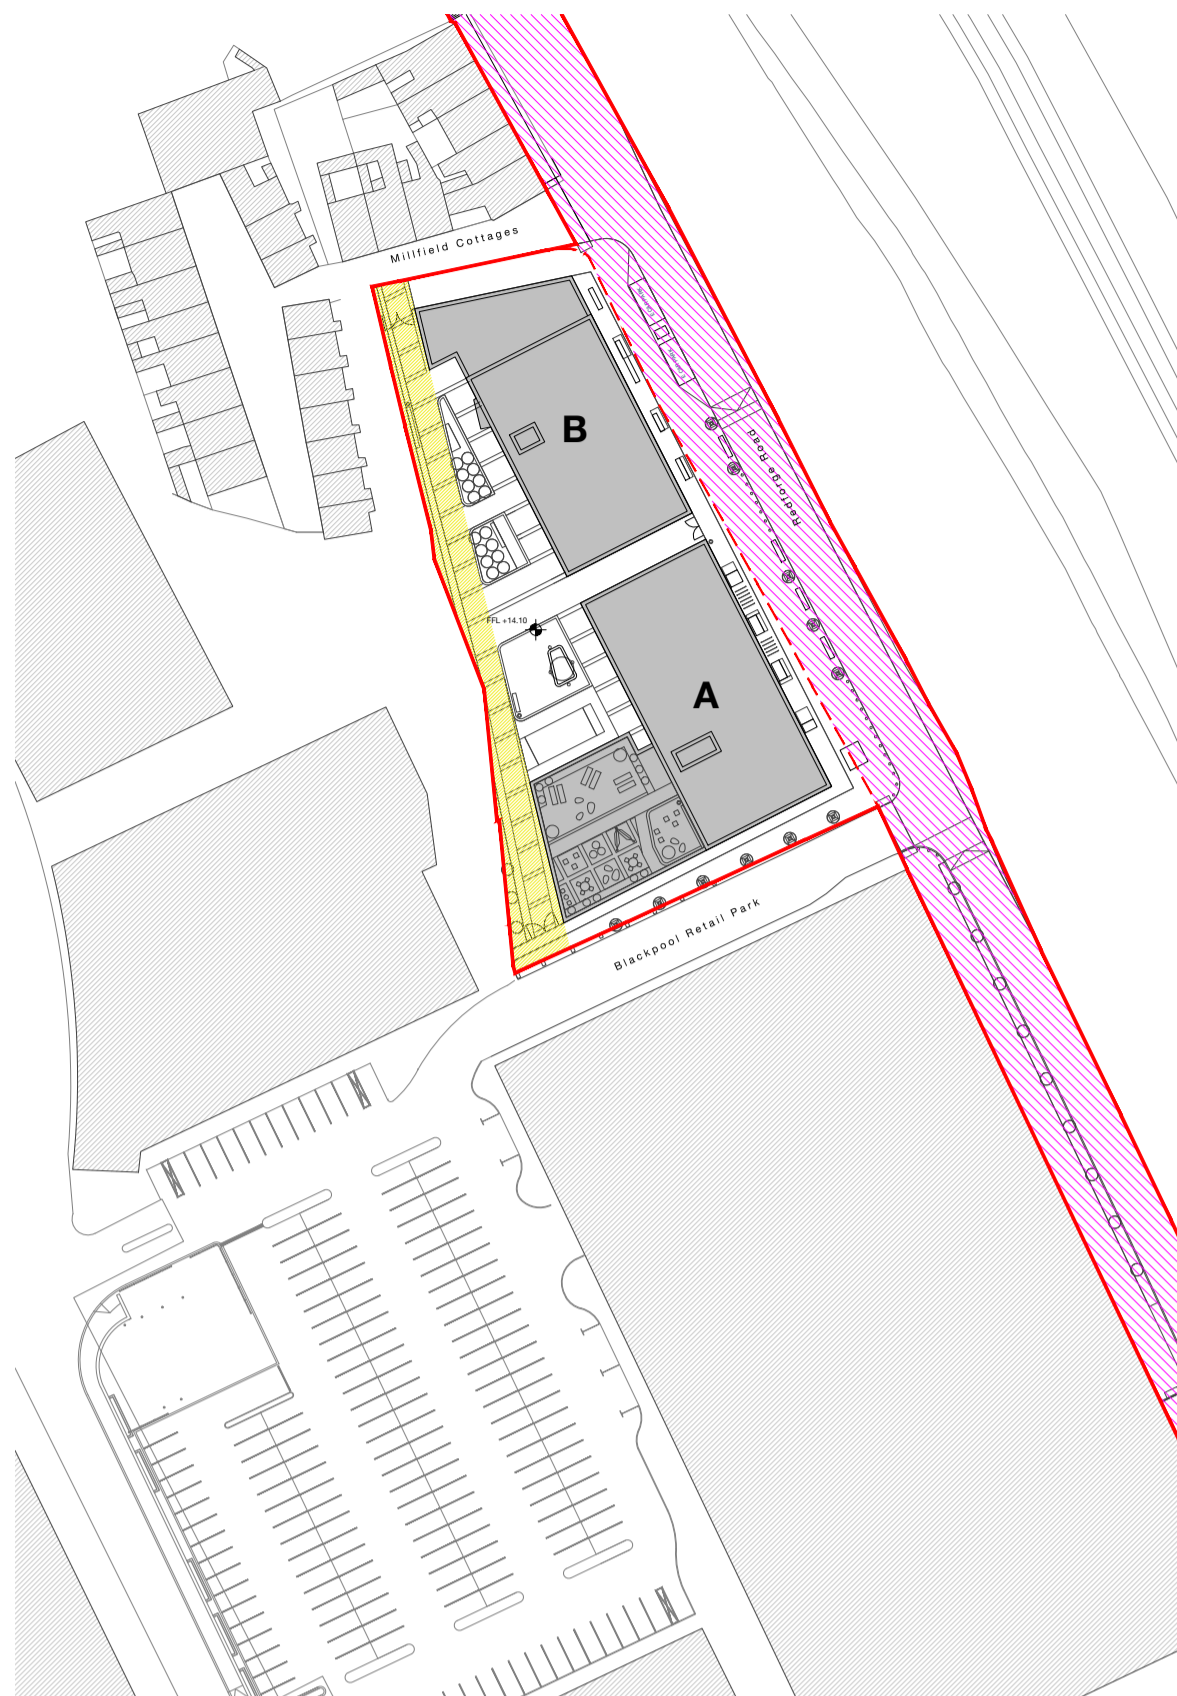 Millfield Cottages
B
Redforge Road
FFL +14.10
A
Blackpool Retail Park